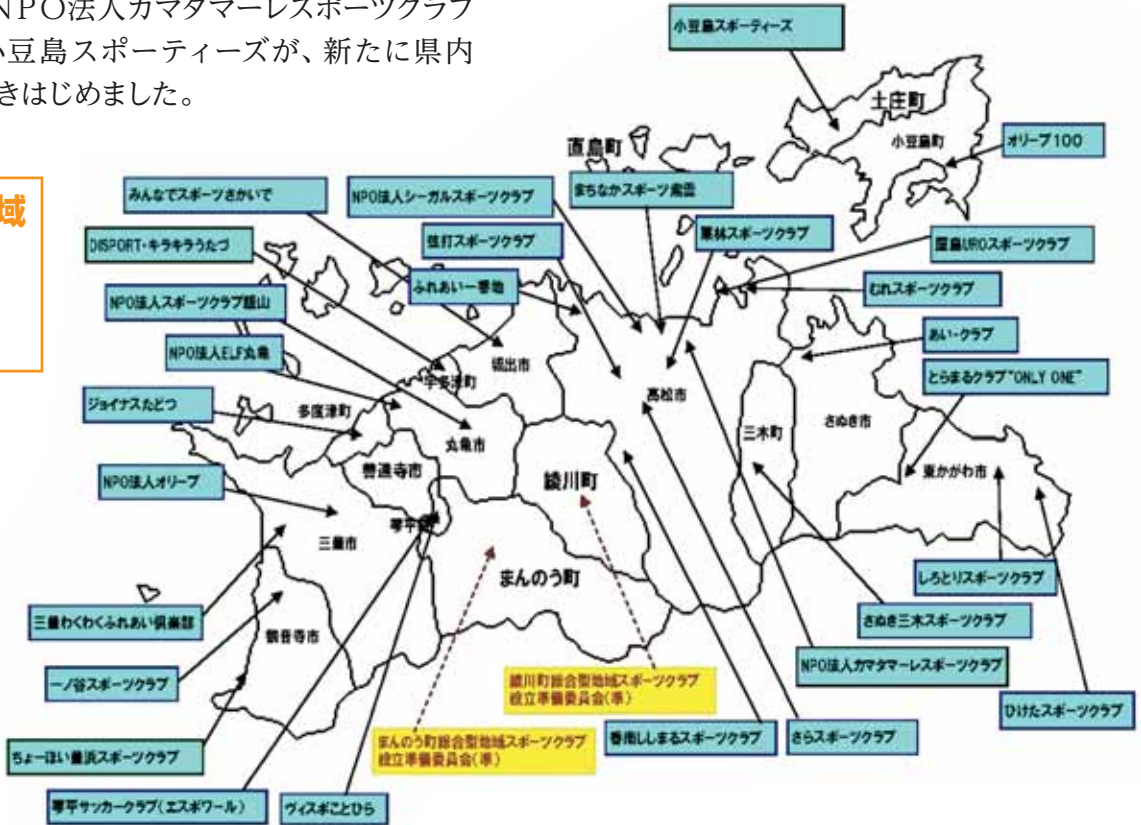 NPO法人カマタマーレスポーツクラブ
小豆島スポーティーズが、新たに県内
きはじめました。
域
小豆島スポーティーズ
土庄町
小豆島町
オリーブ100
直島町
みんなでスポーツさかいで
NPO法人シーガルスポーツクラブ
まちなかスポーツ紫雲
DISPORT・キラキラうたづ
弦打スポーツクラブ
栗林スポーツクラブ
屋島UROスポーツクラブ
NPO法人スポーツクラブ飯山
ふれあい一番地
むれスポーツクラブ
NPO法人ELF丸亀
坂出市
あい・クラブ
宇多津町
とらまるクラブ"ONLY ONE"
ジョイナスたどつ
多度津町
高松市
丸亀市
三木町
さぬき市
善通寺市
東かがわ市
NPO法人オリーブ
綾川町
琴平町
三豊市
まんのう町
しろとりスポーツクラブ
三豊わくわくふれあい倶楽部
さぬき三木スポーツクラブ
観音寺市
NPO法人カマタマーレスポーツクラブ
一ノ谷スポーツクラブ
綾川町総合型地域スポーツクラブ
設立準備委員会(準)
ひけたスポーツクラブ
ちょーほい豊浜スポーツクラブ
まんのう町総合型地域スポーツクラブ
設立準備委員会(準)
香南ししまるスポーツクラブ
さらスポーツクラブ
琴平サッカークラブ(エスポワール)
ヴィスポことひら